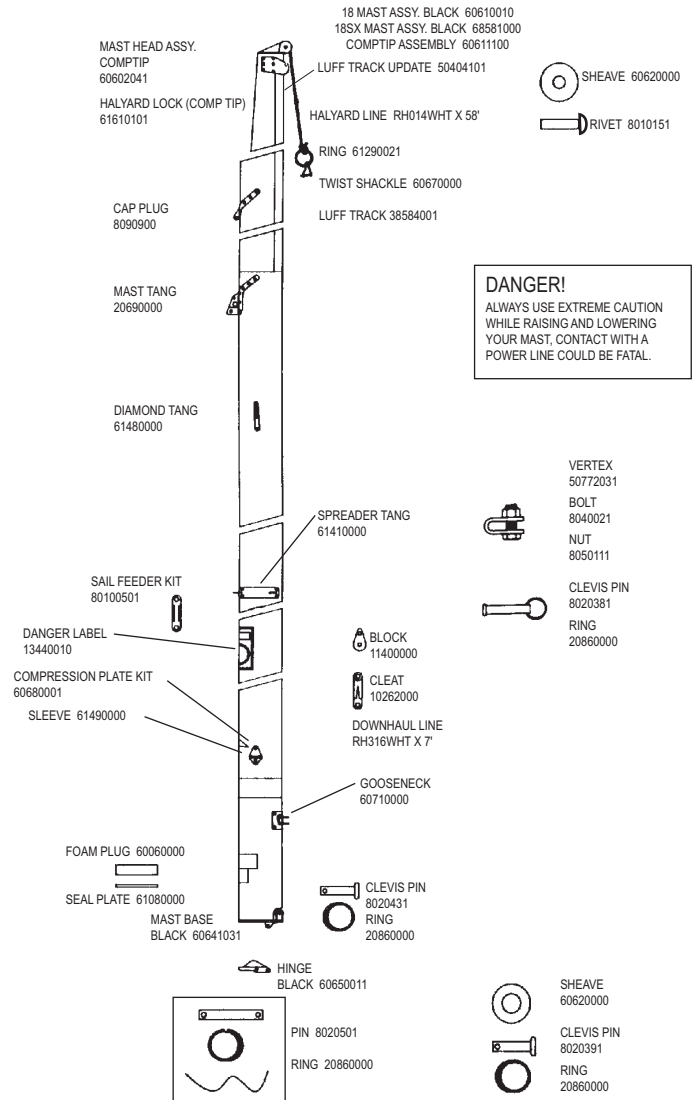 18 MAST ASSY. BLACK 60610010
18SX MAST ASSY. BLACK 68581000
COMPTIP ASSEMBLY 60611100
MAST HEAD ASSY.
COMPTIP
60602041
HALYARD LOCK (COMP TIP)
61610101
LUFF TRACK UPDATE 50404101
HALYARD LINE RH014WHT X 58'
RING 61290021
TWIST SHACKLE 60670000
LUFF TRACK 38584001
SHEAVE 60620000
RIVET 8010151
CAP PLUG
8090900
MAST TANG
20690000
DANGER!
ALWAYS USE EXTREME CAUTION
WHILE RAISING AND LOWERING
YOUR MAST, CONTACT WITH A
POWER LINE COULD BE FATAL.
DIAMOND TANG
61480000
VERTEX
50772031
BOLT
8040021
NUT
8050111
SPREADER TANG
61410000
SAIL FEEDER KIT
80100501
CLEVIS PIN
8020381
RING
20860000
DANGER LABEL
13440010
BLOCK
11400000
COMPRESSION PLATE KIT
60680001
CLEAT
10262000
SLEEVE 61490000
DOWNHAUL LINE
RH316WHT X 7'
GOOSENECK
60710000
FOAM PLUG 60060000
SEAL PLATE 61080000
MAST BASE
BLACK 60641031
CLEVIS PIN
8020431
RING
20860000
HINGE
BLACK 60650011
PIN 8020501
RING 20860000
SHEAVE
60620000
CLEVIS PIN
8020391
RING
20860000